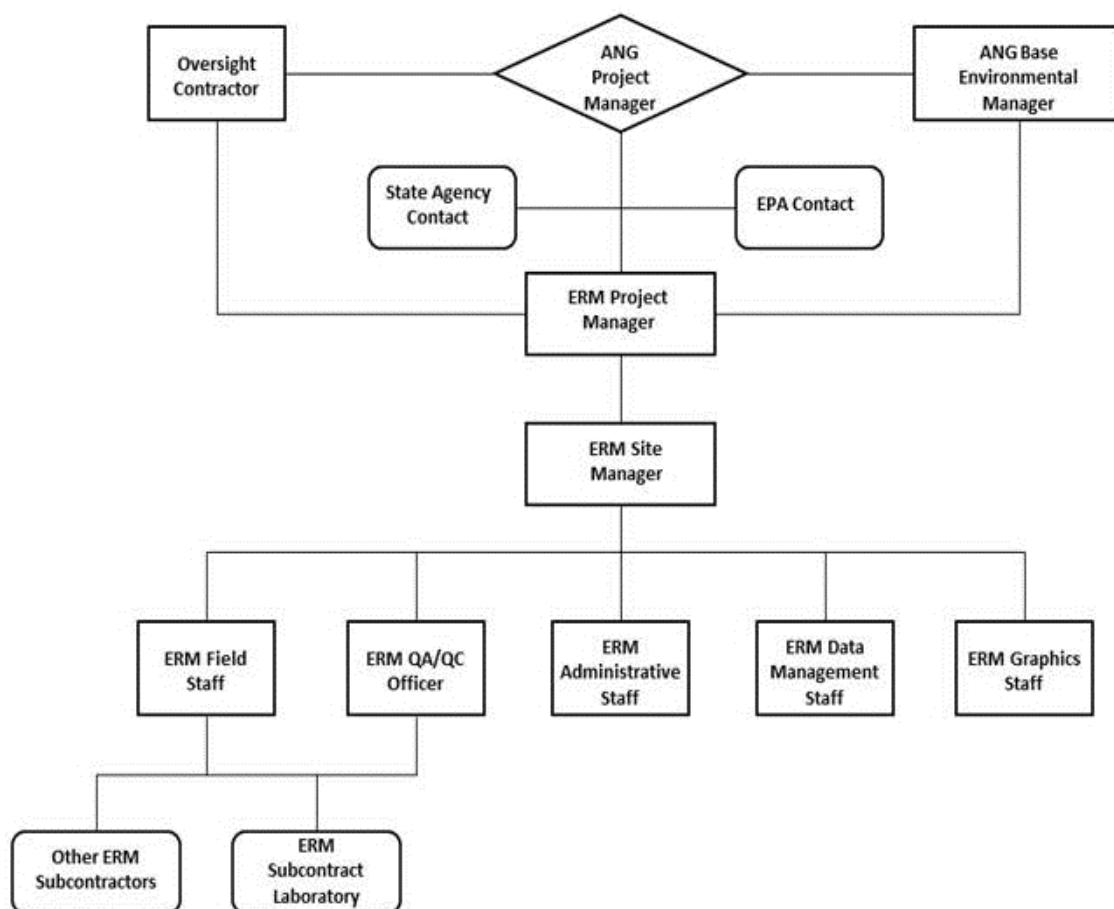 Oversight
Contractor
ANG
Project
Manager
ANG Base
Environmental
Manager
State Agency
Contact
EPA Contact
ERM Project
Manager
ERM Site
Manager
ERM Field
Staff
ERM QA/QC
Officer
ERM
Administrative
Staff
ERM Data
Management
Staff
ERM Graphics
Staff
Other ERM
Subcontractors
ERM
Subcontract
Laboratory